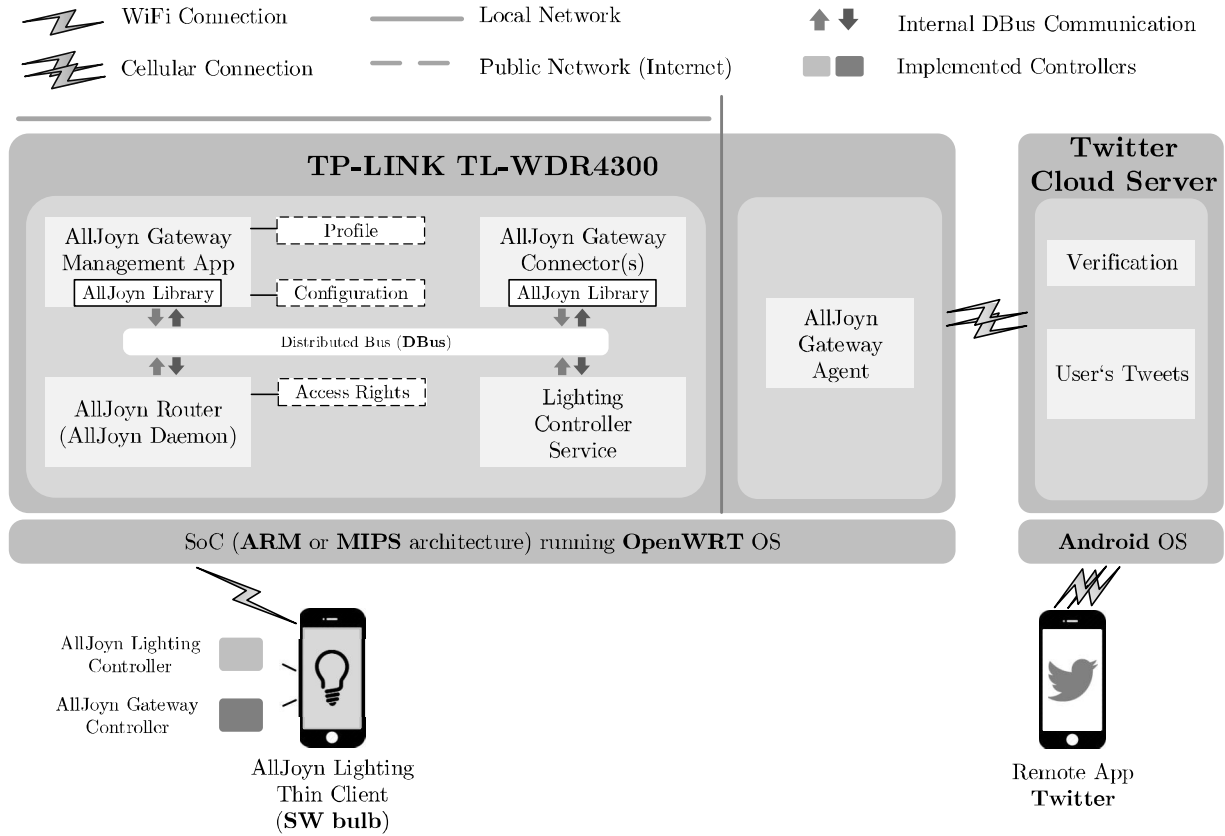 WiFi Connection
Local Network
Internal DBus Communication
Cellular Connection
Public Network (Internet)
Implemented Controllers
TP-LINK TL-WDR4300
AllJoyn Gateway
Management App
AllJoyn Library
Profile
Configuration
AllJoyn Gateway
Connector(s)
AllJoyn Library
Distributed Bus (DBus)
AllJoyn Router
(AllJoyn Daemon)
Access Rights
Lighting
Controller
Service
AllJoyn
Gateway
Agent
Twitter
Cloud Server
Verification
User‘s Tweets
SoC (ARM or MIPS architecture) running OpenWRT OS
Android OS
AllJoyn Lighting
Controller
AllJoyn Gateway
Controller
AllJoyn Lighting
Thin Client
(SW bulb)
Remote App
Twitter